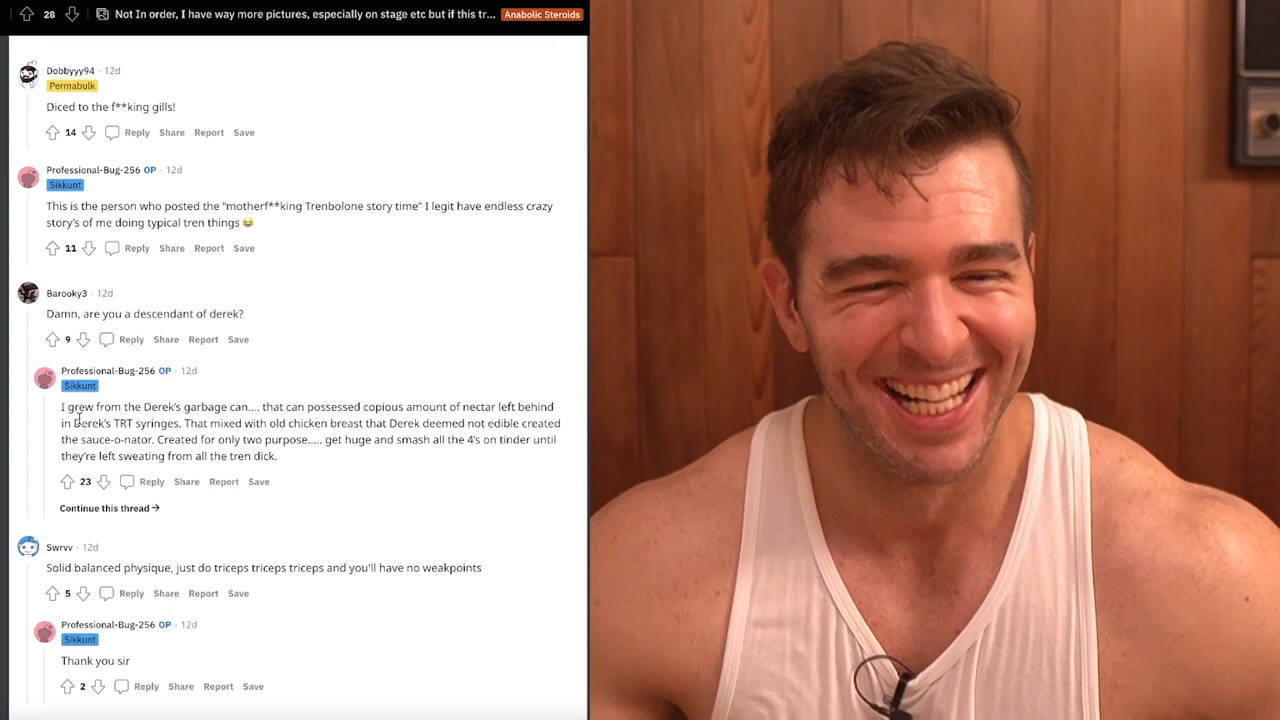 28 Not In order, I have way more pictures, especially on stage etc but if this tr... Anabolic Steroids
Dobbyyy94 · 12d
Permabulk
Diced to the f**king gills!
14 Reply Share Report Save
Professional-Bug-256 OP · 12d
Sikkunt
This is the person who posted the “motherf**king Trenbolone story time” I legit have endless crazy
story's of me doing typical tren things 😂
11 Reply Share Report Save
Barooky3 · 12d
Damn, are you a descendant of derek?
9 Reply Share Report Save
Professional-Bug-256 OP · 12d
Sikkunt
I grew from the Derek's garbage can.... that can possessed copious amount of nectar left behind
in Derek's TRT syringes. That mixed with old chicken breast that Derek deemed not edible created
the sauce-o-nator. Created for only two purpose..... get huge and smash all the 4's on tinder until
they're left sweating from all the tren dick.
23 Reply Share Report Save
Continue this thread →
Swrvv · 12d
Solid balanced physique, just do triceps triceps triceps and you'll have no weakpoints
5 Reply Share Report Save
Professional-Bug-256 OP · 12d
Sikkunt
Thank you sir
2 Reply Share Report Save